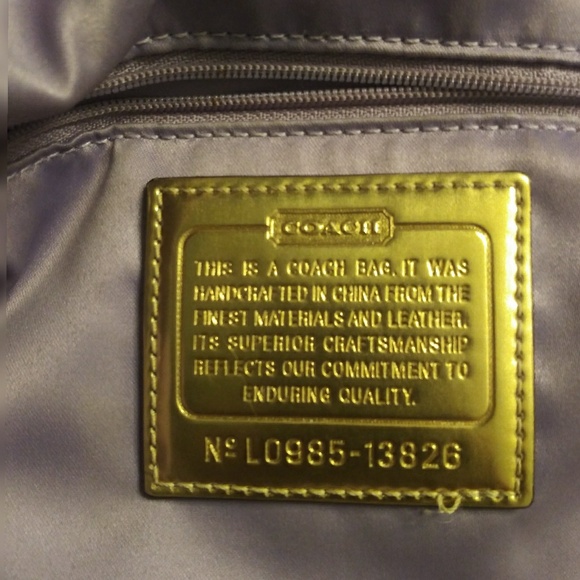 COACH
THIS IS A COACH BAG. IT WAS
HANDCRAFTED IN CHINA FROM THE
FINEST MATERIALS AND LEATHER.
ITS SUPERIOR CRAFTSMANSHIP
REFLECTS OUR COMMITMENT TO
ENDURING QUALITY.
Nº L0985-13826